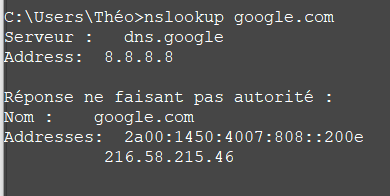 C:\Users\Théo>nslookup google.com
Serveur :   dns.google
Address:  8.8.8.8

Réponse ne faisant pas autorité :
Nom :    google.com
Addresses:  2a00:1450:4007:808::200e
          216.58.215.46